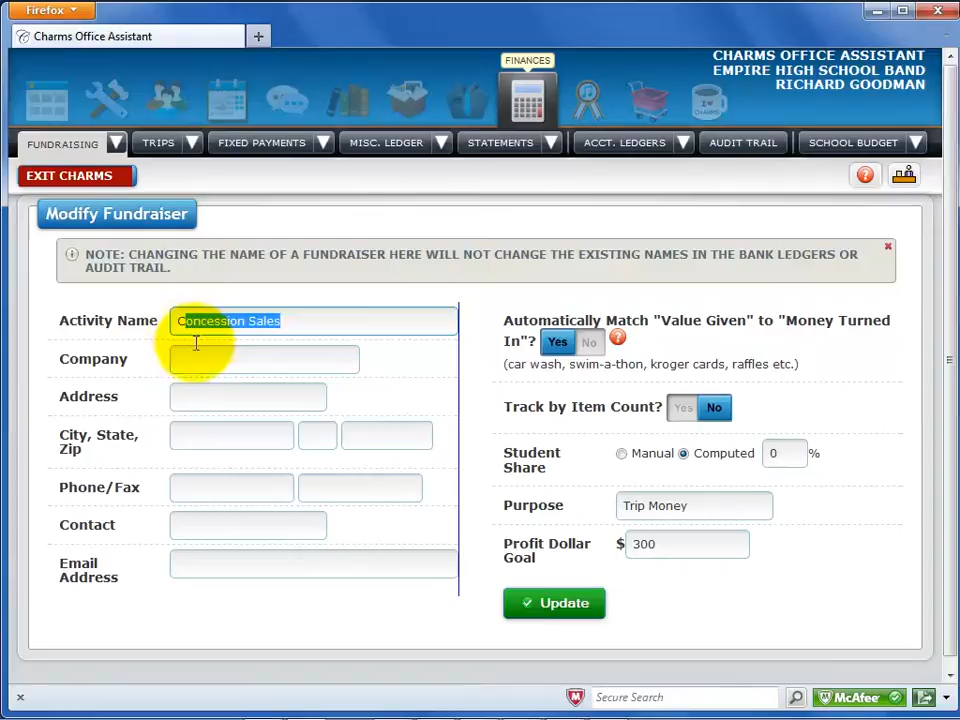 Firefox
Charms Office Assistant
FINANCES
CHARMS OFFICE ASSISTANT
EMPIRE HIGH SCHOOL BAND
RICHARD GOODMAN
I ♥ CHARMS
FUNDRAISING TRIPS FIXED PAYMENTS MISC. LEDGER STATEMENTS ACCT. LEDGERS AUDIT TRAIL SCHOOL BUDGET
EXIT CHARMS
?
Modify Fundraiser
NOTE: CHANGING THE NAME OF A FUNDRAISER HERE WILL NOT CHANGE THE EXISTING NAMES IN THE BANK LEDGERS OR
AUDIT TRAIL.
Activity Name Concession Sales
Company
Address
City, State,
Zip
Phone/Fax
Contact
Email
Address
Automatically Match "Value Given" to "Money Turned
In"? Yes No ?
(car wash, swim-a-thon, kroger cards, raffles etc.)
Track by Item Count? Yes No
Student
Share
Manual Computed 0 %
Purpose Trip Money
Profit Dollar
Goal
$ 300
Update
Secure Search
McAfee